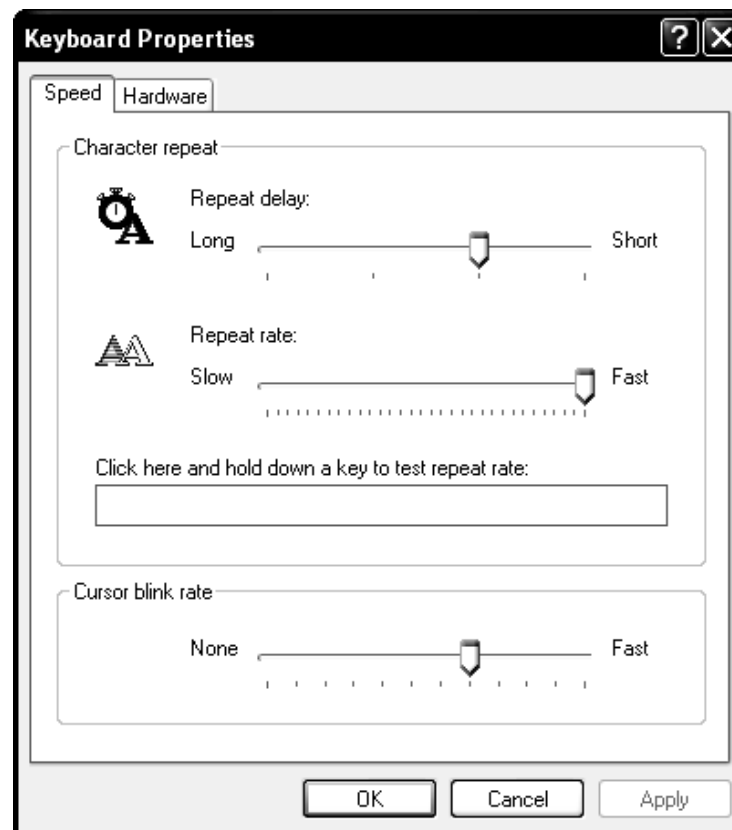 Keyboard Properties
Speed Hardware
Character repeat
Repeat delay:
Long Short
Repeat rate:
Slow Fast
Click here and hold down a key to test repeat rate:
Cursor blink rate
None Fast
OK Cancel Apply